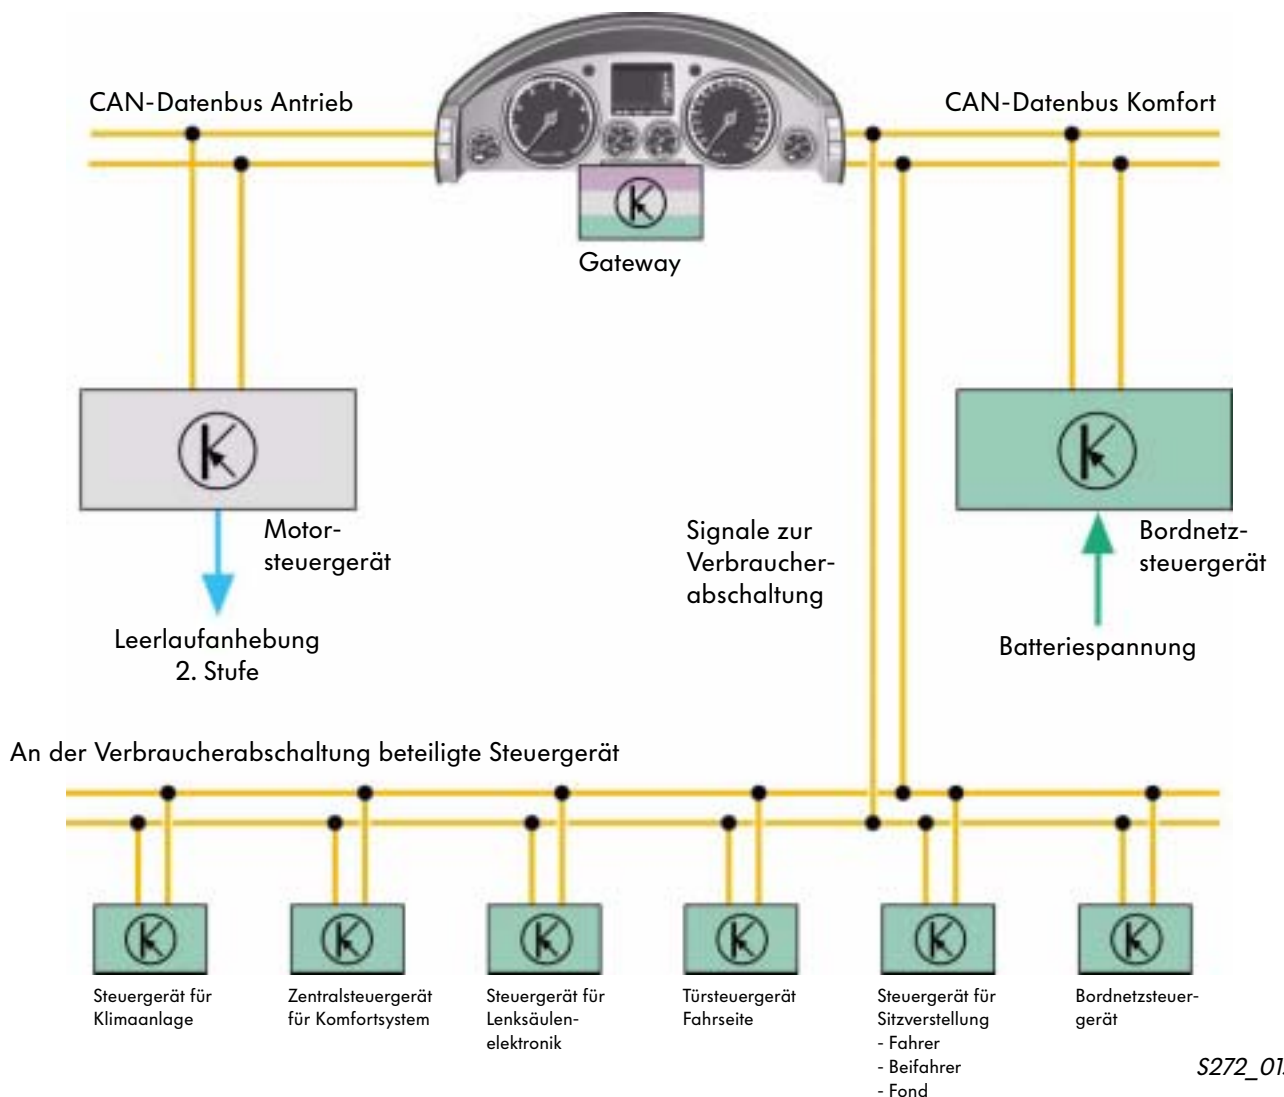 CAN-Datenbus Antrieb
CAN-Datenbus Komfort
Gateway
Motor-
steuergerät
Leerlaufanhebung
2. Stufe
Signale zur
Verbraucher-
abschaltung
Bordnetz-
steuergerät
Batteriespannung
An der Verbraucherabschaltung beteiligte Steuergerät
Steuergerät für
Klimaanlage
Zentralsteuergerät
für Komfortsystem
Steuergerät für
Lenksäulen-
elektronik
Türsteuergerät
Fahrseite
Steuergerät für
Sitzverstellung
- Fahrer
- Beifahrer
- Fond
Bordnetzsteuer-
gerät